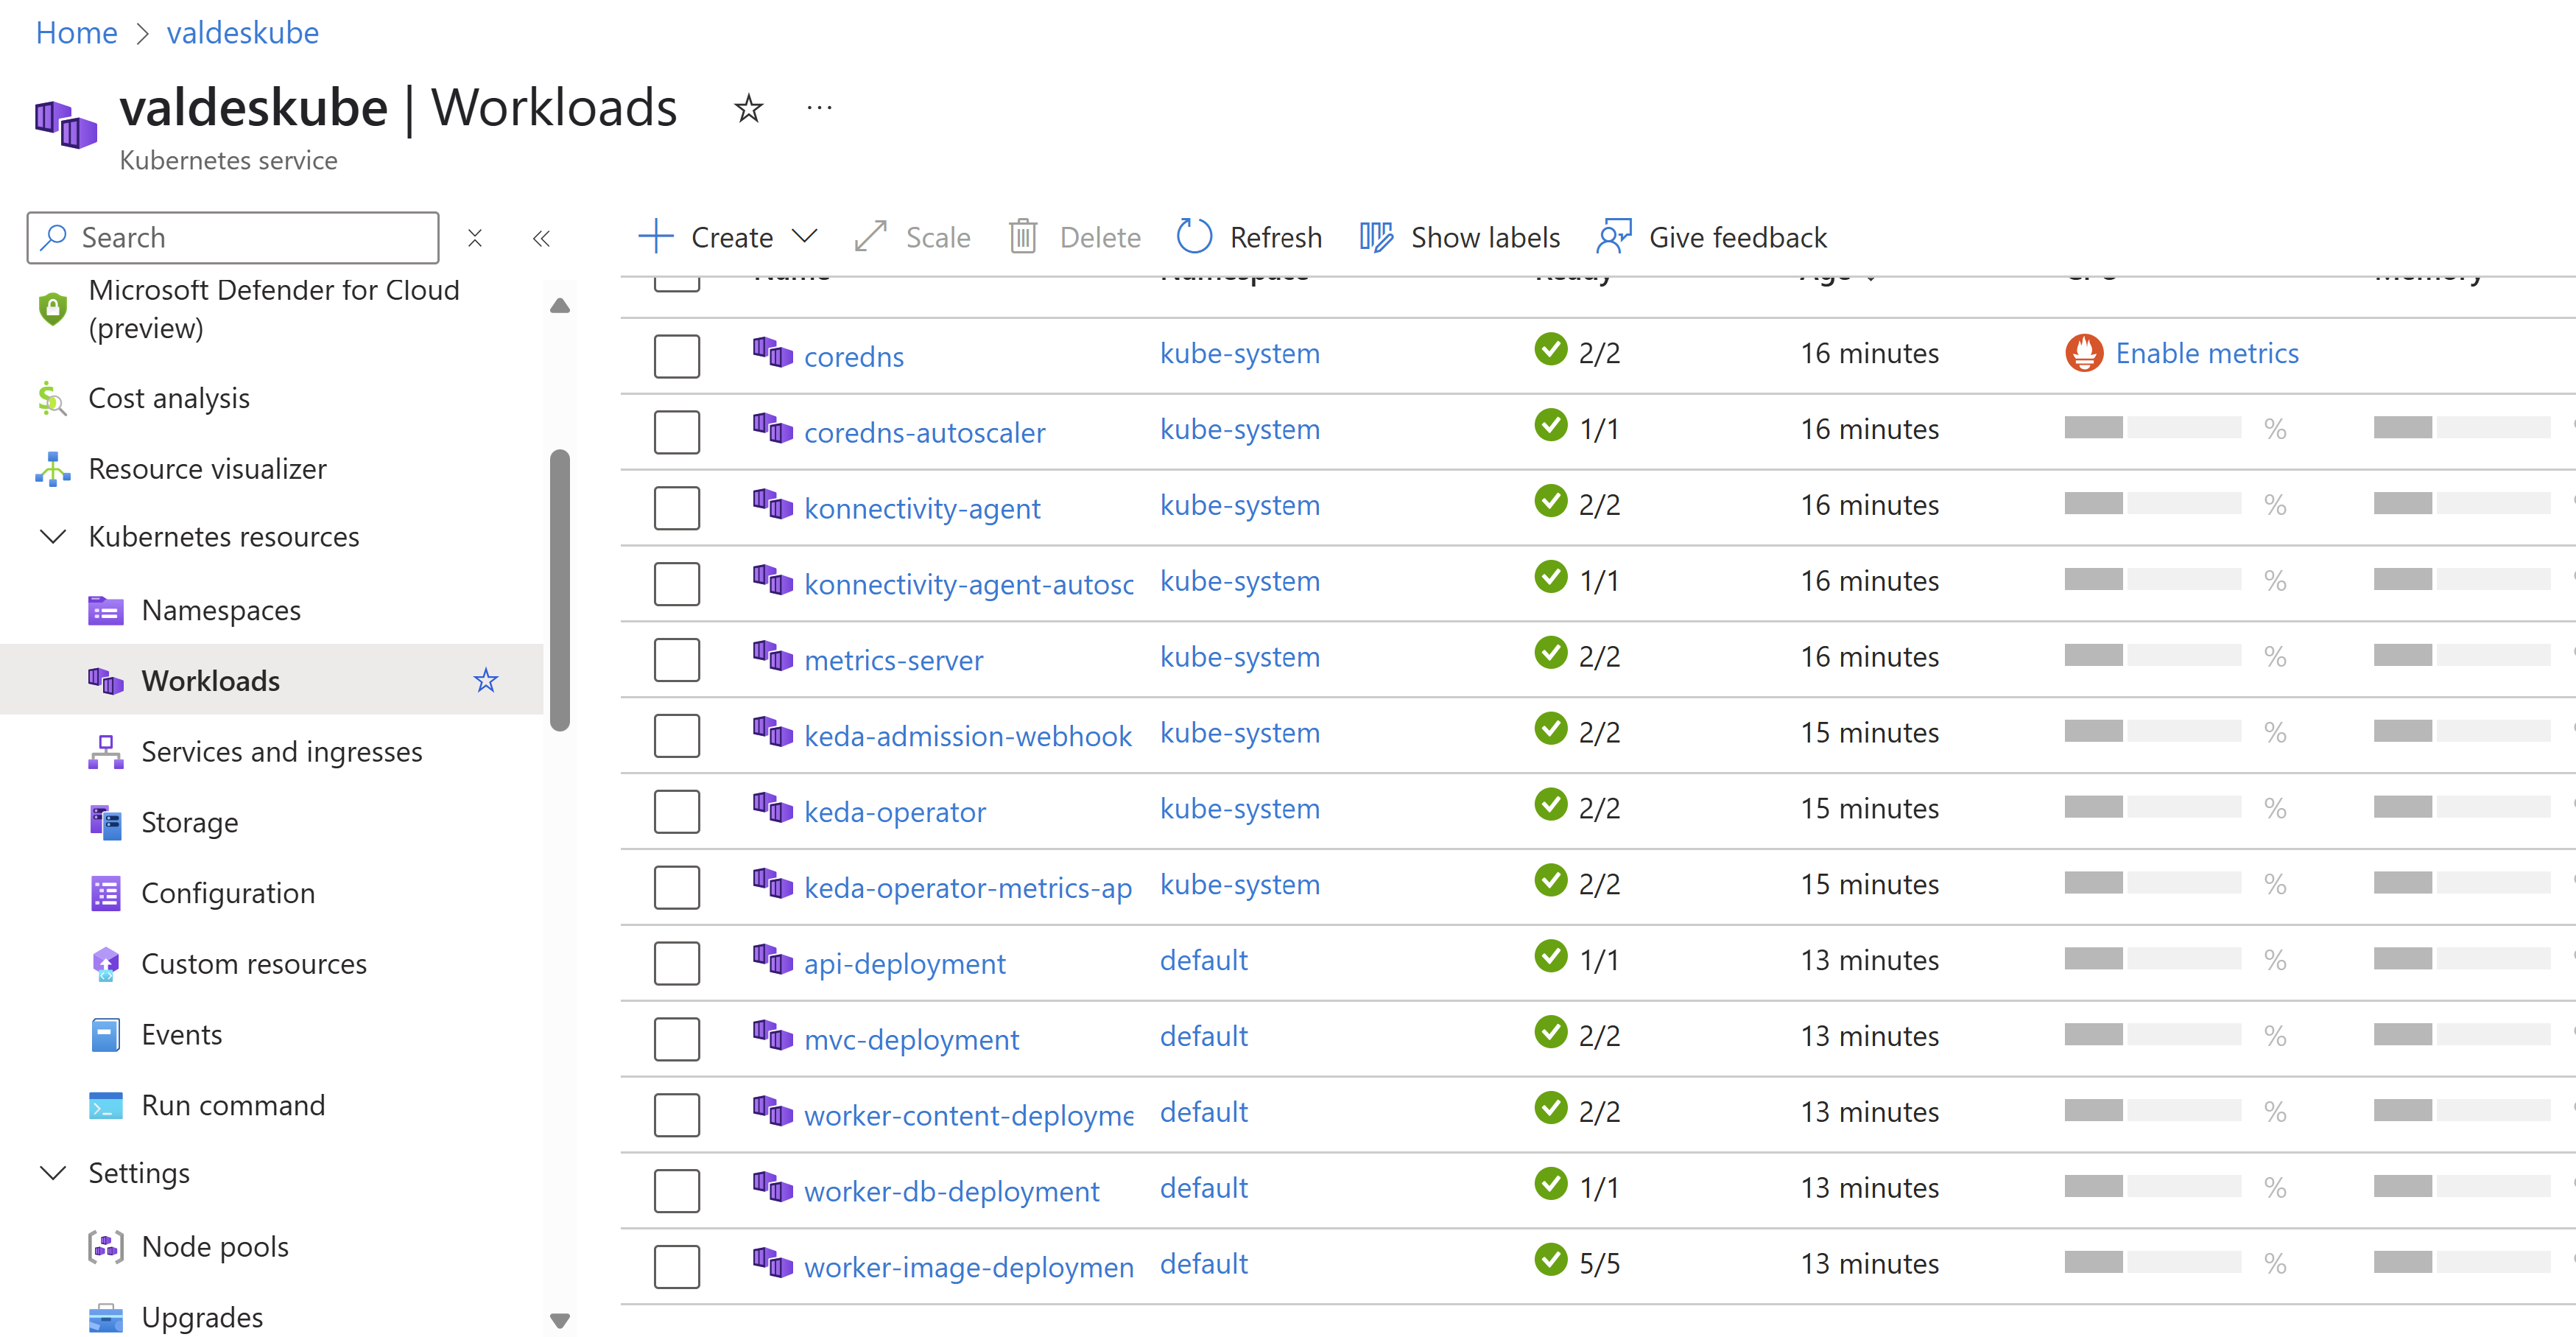 Home > valdeskube
valdeskube | Workloads
Kubernetes service
Search
Create
Scale
Delete
Refresh
Show labels
Give feedback
Microsoft Defender for Cloud
(preview)
Cost analysis
Resource visualizer
Kubernetes resources
Namespaces
Workloads
Services and ingresses
Storage
Configuration
Custom resources
Events
Run command
Settings
Node pools
Upgrades
Name Namespace Ready Age CPU Memory
coredns kube-system 2/2 16 minutes Enable metrics
coredns-autoscaler kube-system 1/1 16 minutes %
konnectivity-agent kube-system 2/2 16 minutes %
konnectivity-agent-autosc kube-system 1/1 16 minutes %
metrics-server kube-system 2/2 16 minutes %
keda-admission-webhook kube-system 2/2 15 minutes %
keda-operator kube-system 2/2 15 minutes %
keda-operator-metrics-ap kube-system 2/2 15 minutes %
api-deployment default 1/1 13 minutes %
mvc-deployment default 2/2 13 minutes %
worker-content-deployme default 2/2 13 minutes %
worker-db-deployment default 1/1 13 minutes %
worker-image-deploymen default 5/5 13 minutes %